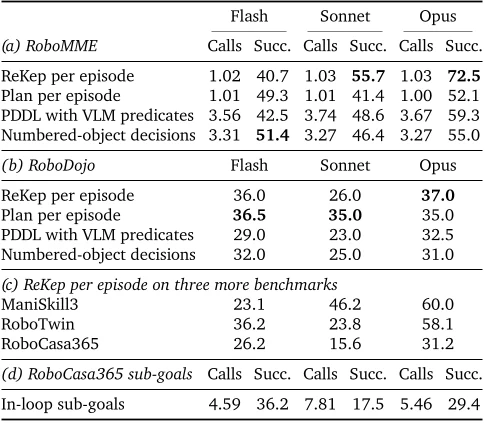 Flash Sonnet Opus
(a) RoboMME Calls Succ. Calls Succ. Calls Succ.
ReKep per episode 1.02 40.7 1.03 55.7 1.03 72.5
Plan per episode 1.01 49.3 1.01 41.4 1.00 52.1
PDDL with VLM predicates 3.56 42.5 3.74 48.6 3.67 59.3
Numbered-object decisions 3.31 51.4 3.27 46.4 3.27 55.0
(b) RoboDojo Flash Sonnet Opus
ReKep per episode 36.0 26.0 37.0
Plan per episode 36.5 35.0 35.0
PDDL with VLM predicates 29.0 23.0 32.5
Numbered-object decisions 32.0 25.0 31.0
(c) ReKep per episode on three more benchmarks
ManiSkill3 23.1 46.2 60.0
RoboTwin 36.2 23.8 58.1
RoboCasa365 26.2 15.6 31.2
(d) RoboCasa365 sub-goals Calls Succ. Calls Succ. Calls Succ.
In-loop sub-goals 4.59 36.2 7.81 17.5 5.46 29.4